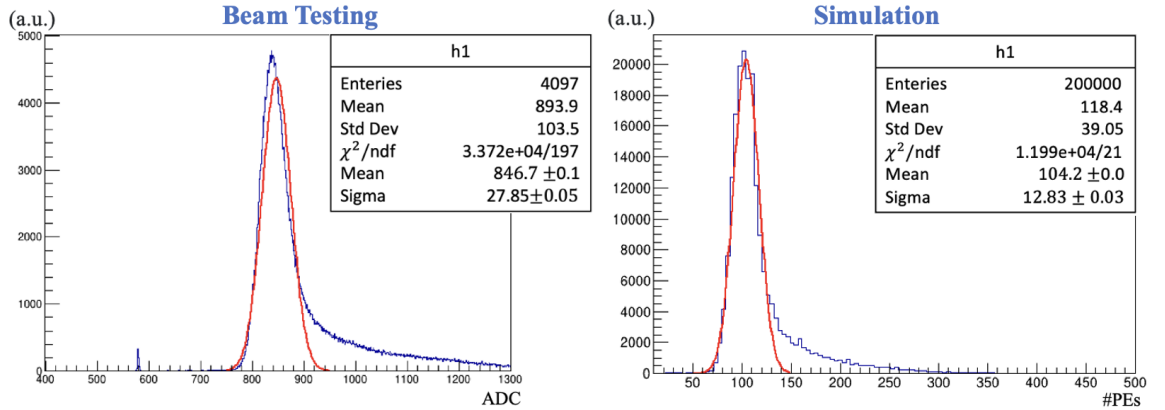 (a.u.) Beam Testing
5000
4000
3000
2000
1000
0
400 500 600 700 800 900 1000 1100 1200 1300
ADC
h1
Enteries 4097
Mean 893.9
Std Dev 103.5
χ²/ndf 3.372e+04/197
Mean 846.7 ±0.1
Sigma 27.85±0.05
(a.u.) Simulation
20000
18000
16000
14000
12000
10000
8000
6000
4000
2000
0
50 100 150 200 250 300 350 400 450 500
#PEs
h1
Enteries 200000
Mean 118.4
Std Dev 39.05
χ²/ndf 1.199e+04/21
Mean 104.2 ±0.0
Sigma 12.83 ± 0.03